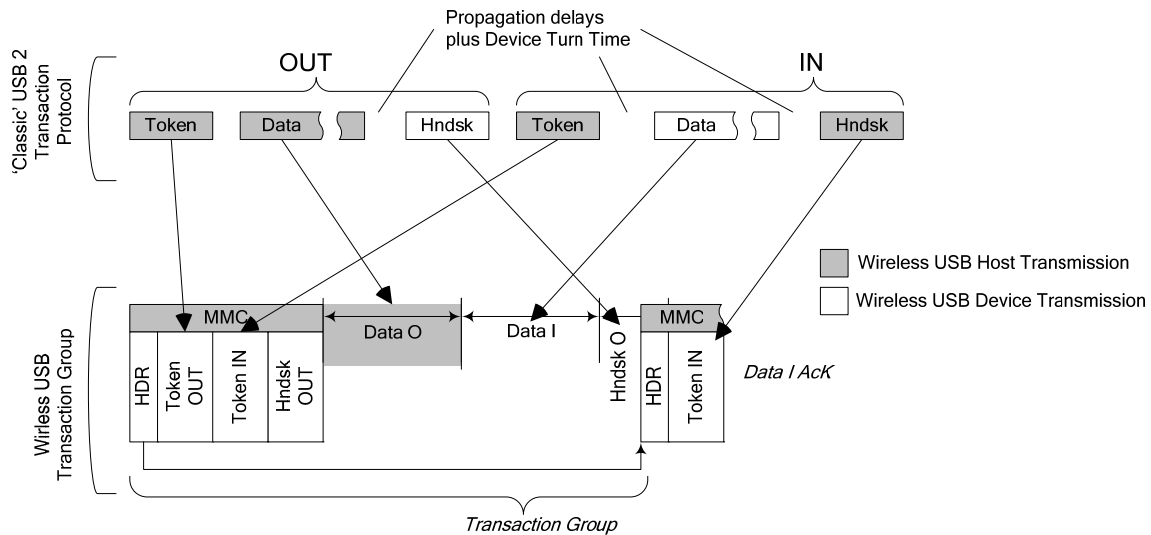 Propagation delays
plus Device Turn Time
'Classic' USB 2
Transaction
Protocol
OUT
IN
Token
Data
Hndsk
Token
Data
Hndsk
Wireless USB Host Transmission
Wireless USB Device Transmission
Wirless USB
Transaction Group
MMC
HDR
Token
OUT
Token IN
Hndsk
OUT
Data O
Data I
Hndsk O
MMC
HDR
Token IN
Data I AcK
Transaction Group